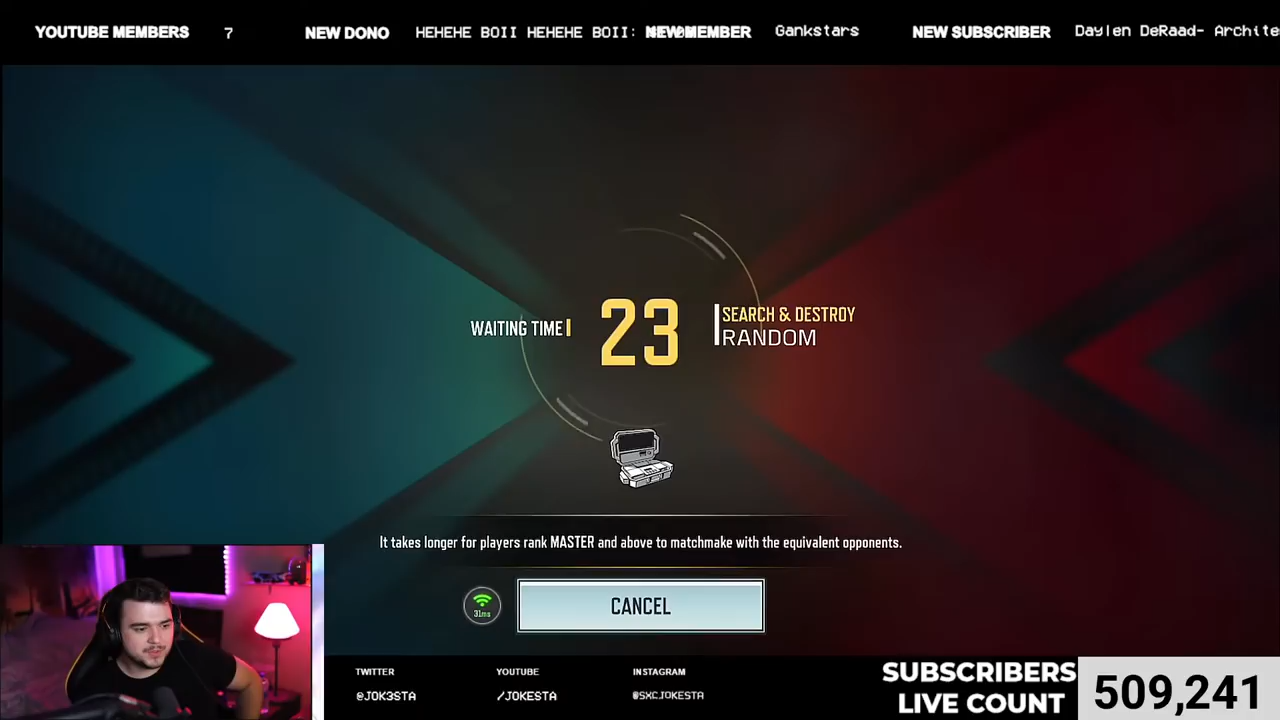 YOUTUBE MEMBERS 7 NEW DONO HEHEHE BOII HEHEHE BOII: NEW MEMBER Gankstars NEW SUBSCRIBER Daylen DeRaad- Archite
WAITING TIME 23 SEARCH & DESTROY
RANDOM
It takes longer for players rank MASTER and above to matchmake with the equivalent opponents.
31ms CANCEL
TWITTER YOUTUBE INSTAGRAM
@JOK3STA /JOKESTA @SXCJOKESTA
SUBSCRIBERS
LIVE COUNT 509,241